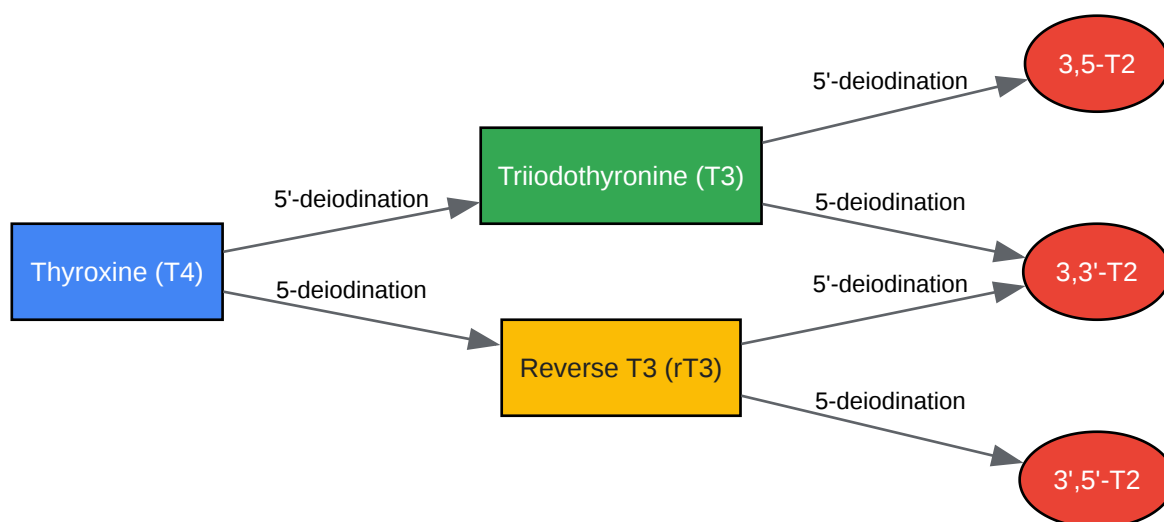 3,5-T2
5'-deiodination
Triiodothyronine (T3)
5'-deiodination
5-deiodination
Thyroxine (T4)
3,3'-T2
5-deiodination
5'-deiodination
Reverse T3 (rT3)
5-deiodination
3',5'-T2